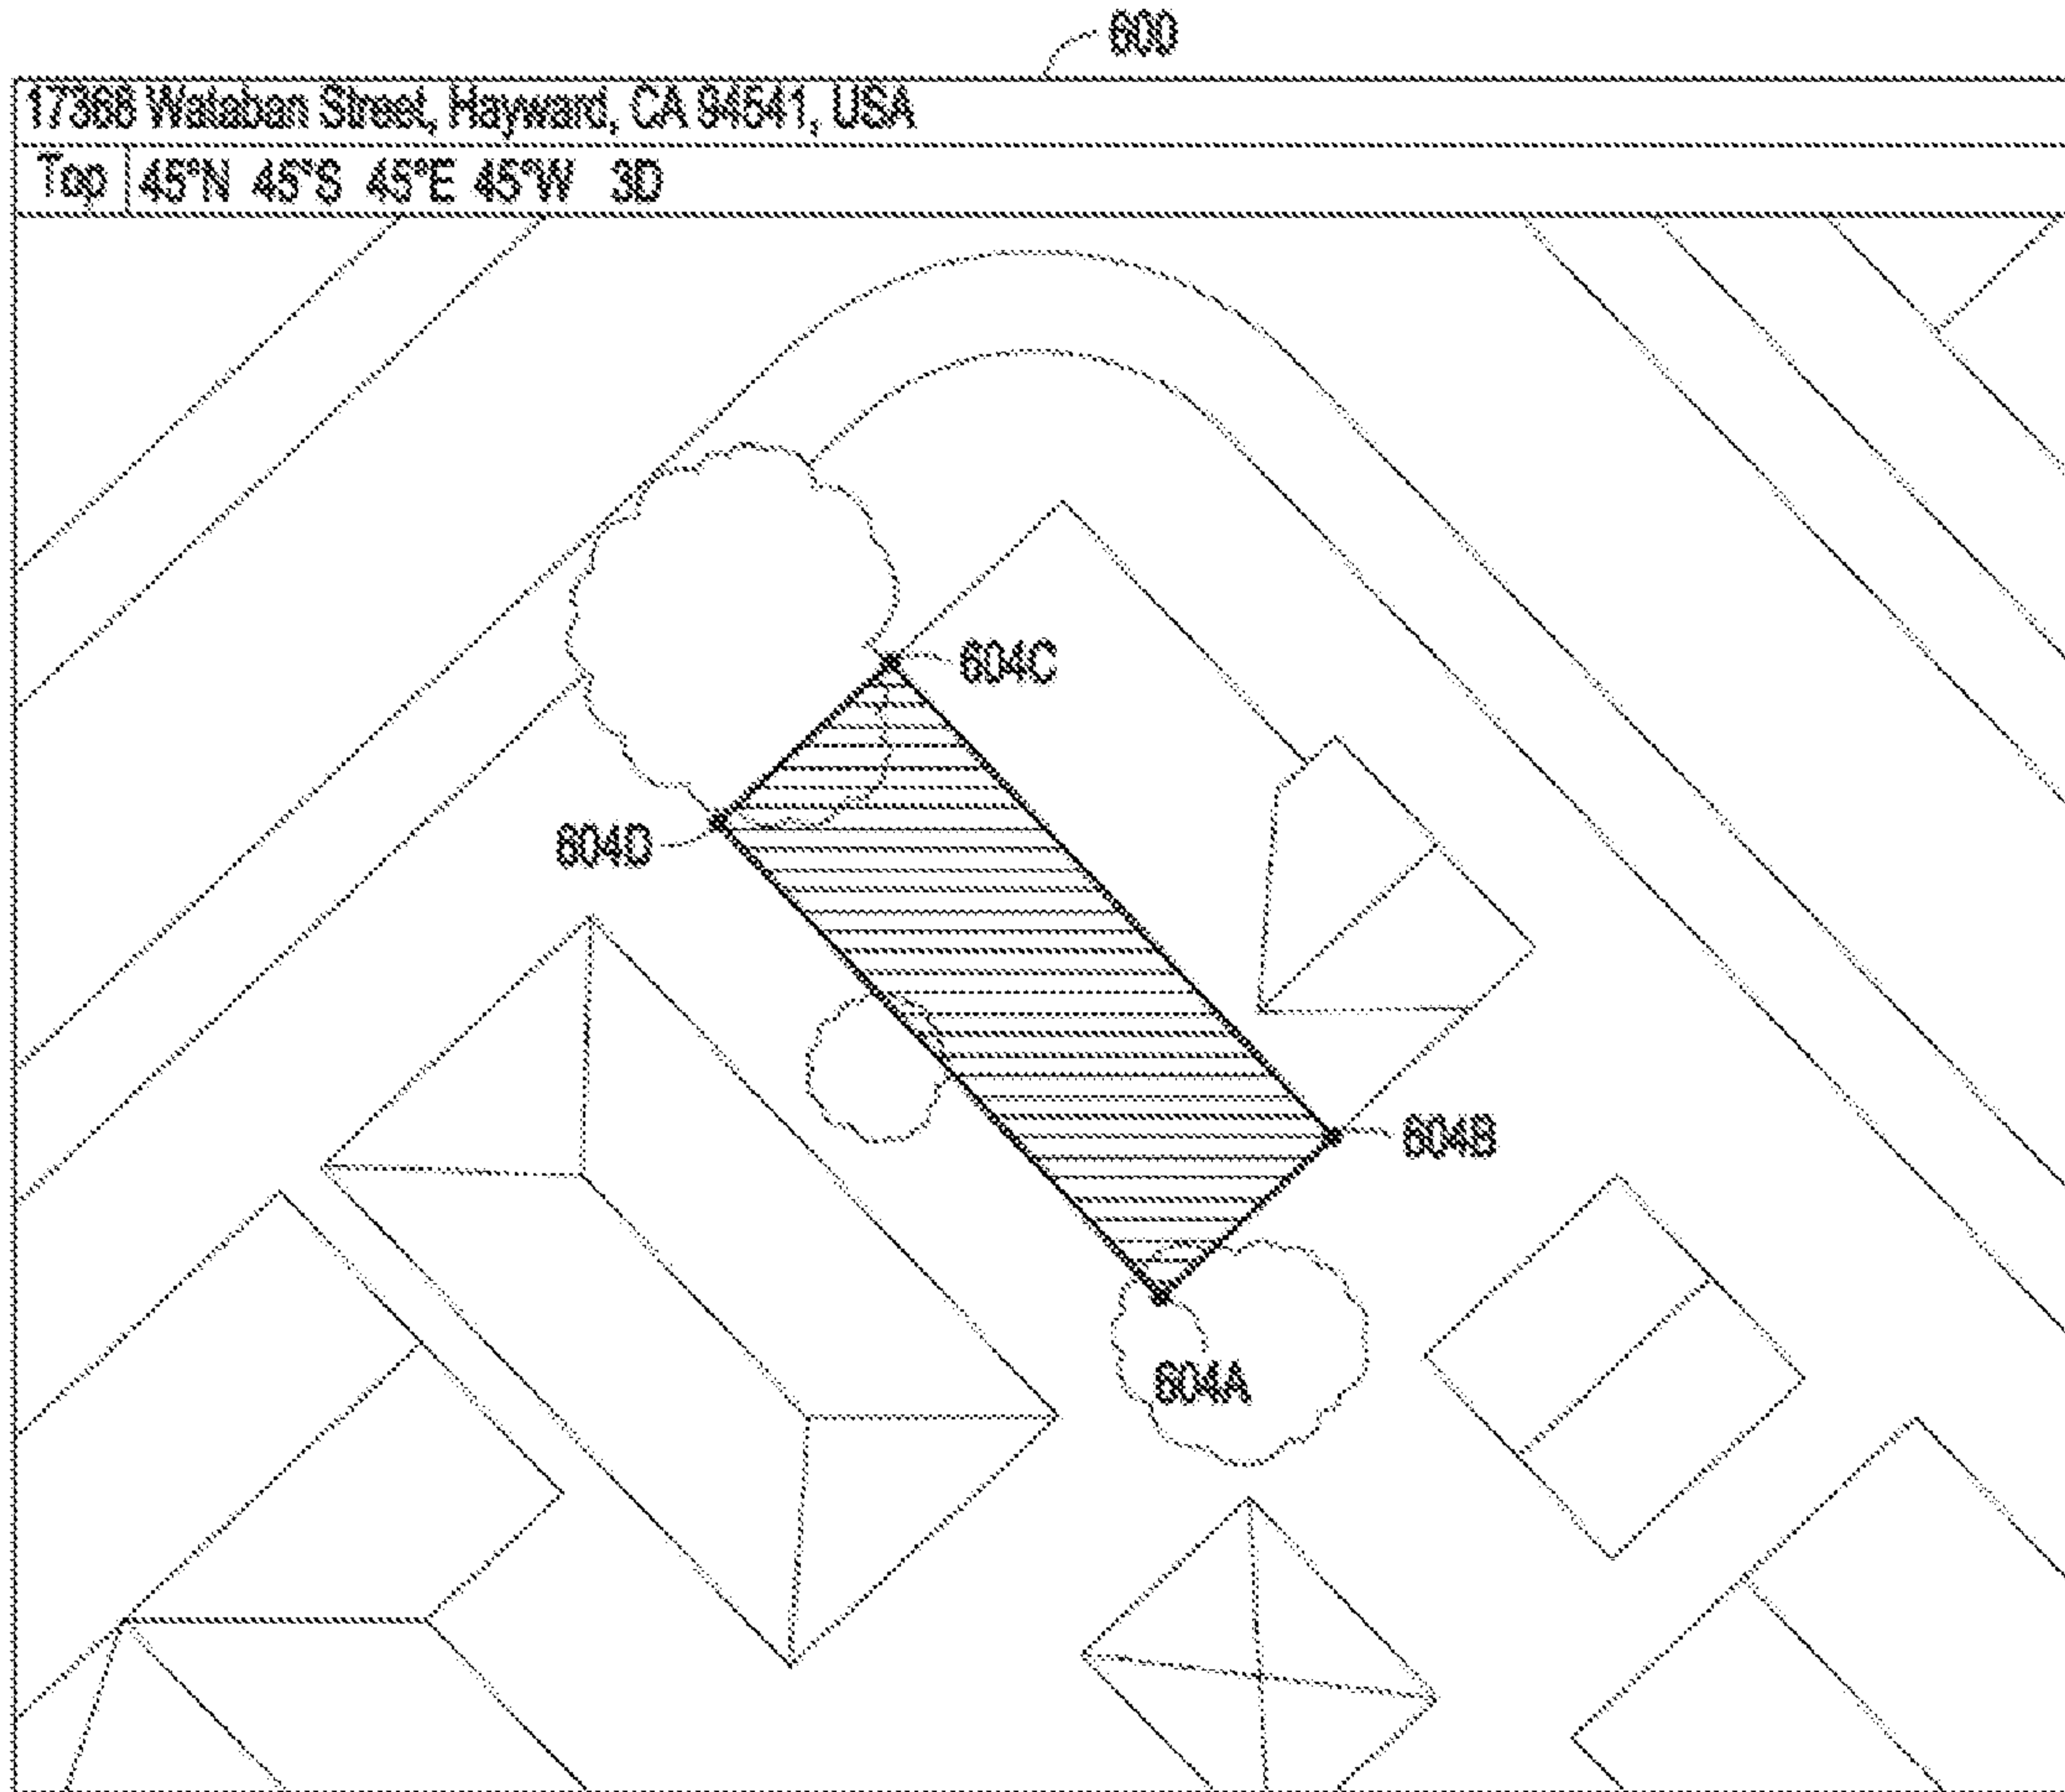 600
17368 Wataban Street, Hayward, CA 94541, USA
Top 45°N 45°S 45°E 45°W 3D
604C
604D
604B
604A